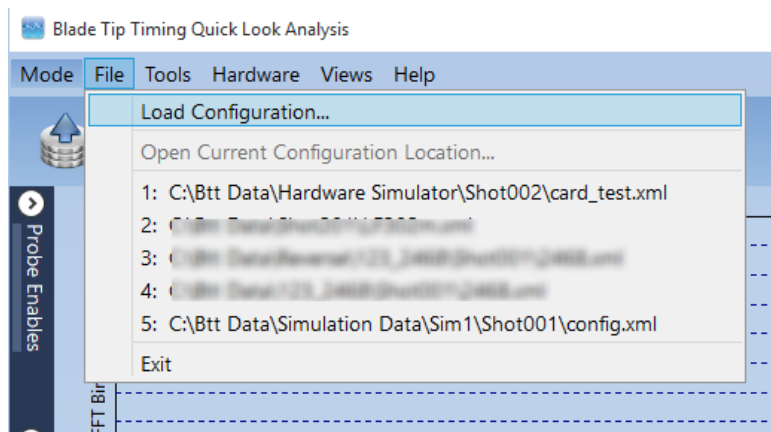 Blade Tip Timing Quick Look Analysis
Mode File Tools Hardware Views Help
Load Configuration...
Open Current Configuration Location...
1: C:\Btt Data\Hardware Simulator\Shot002\card_test.xml
2:
3:
4:
5: C:\Btt Data\Simulation Data\Sim1\Shot001\config.xml
Exit
Probe Enables
FFT